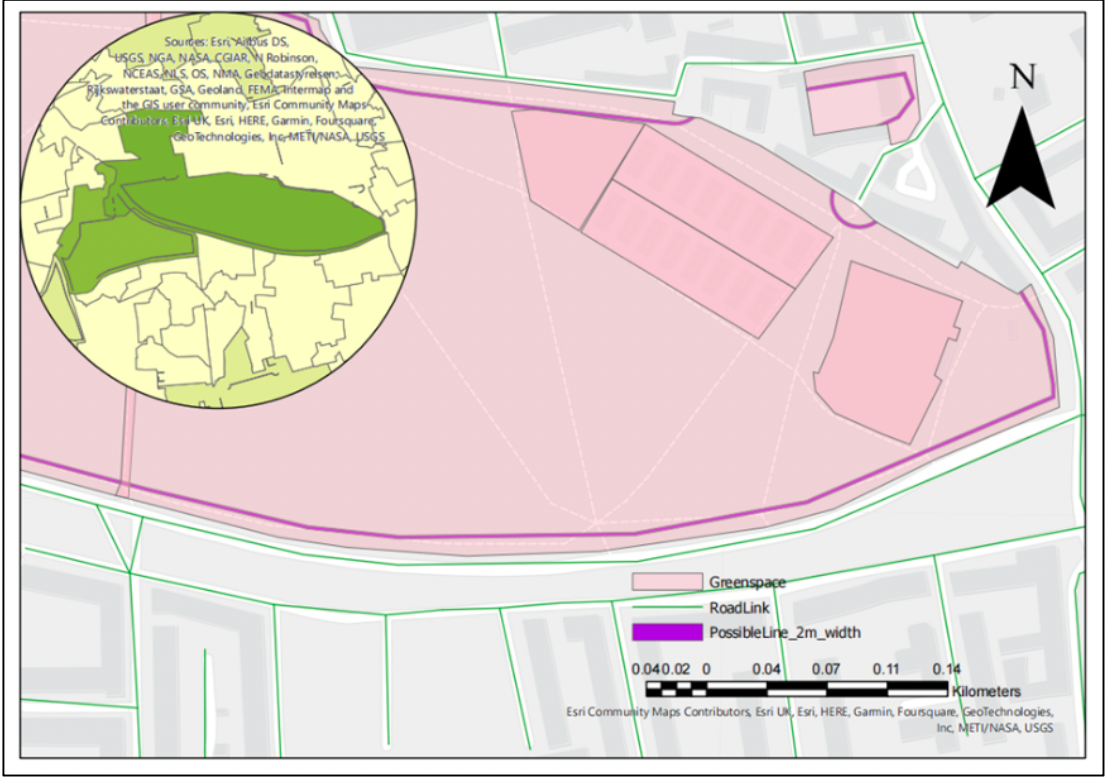 Sources: Esri, Airbus DS,
USGS, NGA, NASA, CGIAR, N Robinson,
NCEAS, NLS, OS, NMA, Geodatastyrelsen,
Rijkswaterstaat, GSA, Geoland, FEMA, Intermap and
the GIS user community, Esri Community Maps
Contributors, Esri UK, Esri, HERE, Garmin, Foursquare,
GeoTechnologies, Inc, METI/NASA, USGS
N
Greenspace
RoadLink
PossibleLine_2m_width
0.04 0.02 0 0.04 0.07 0.11 0.14
Kilometers
Esri Community Maps Contributors, Esri UK, Esri, HERE, Garmin, Foursquare, GeoTechnologies,
Inc, METI/NASA, USGS